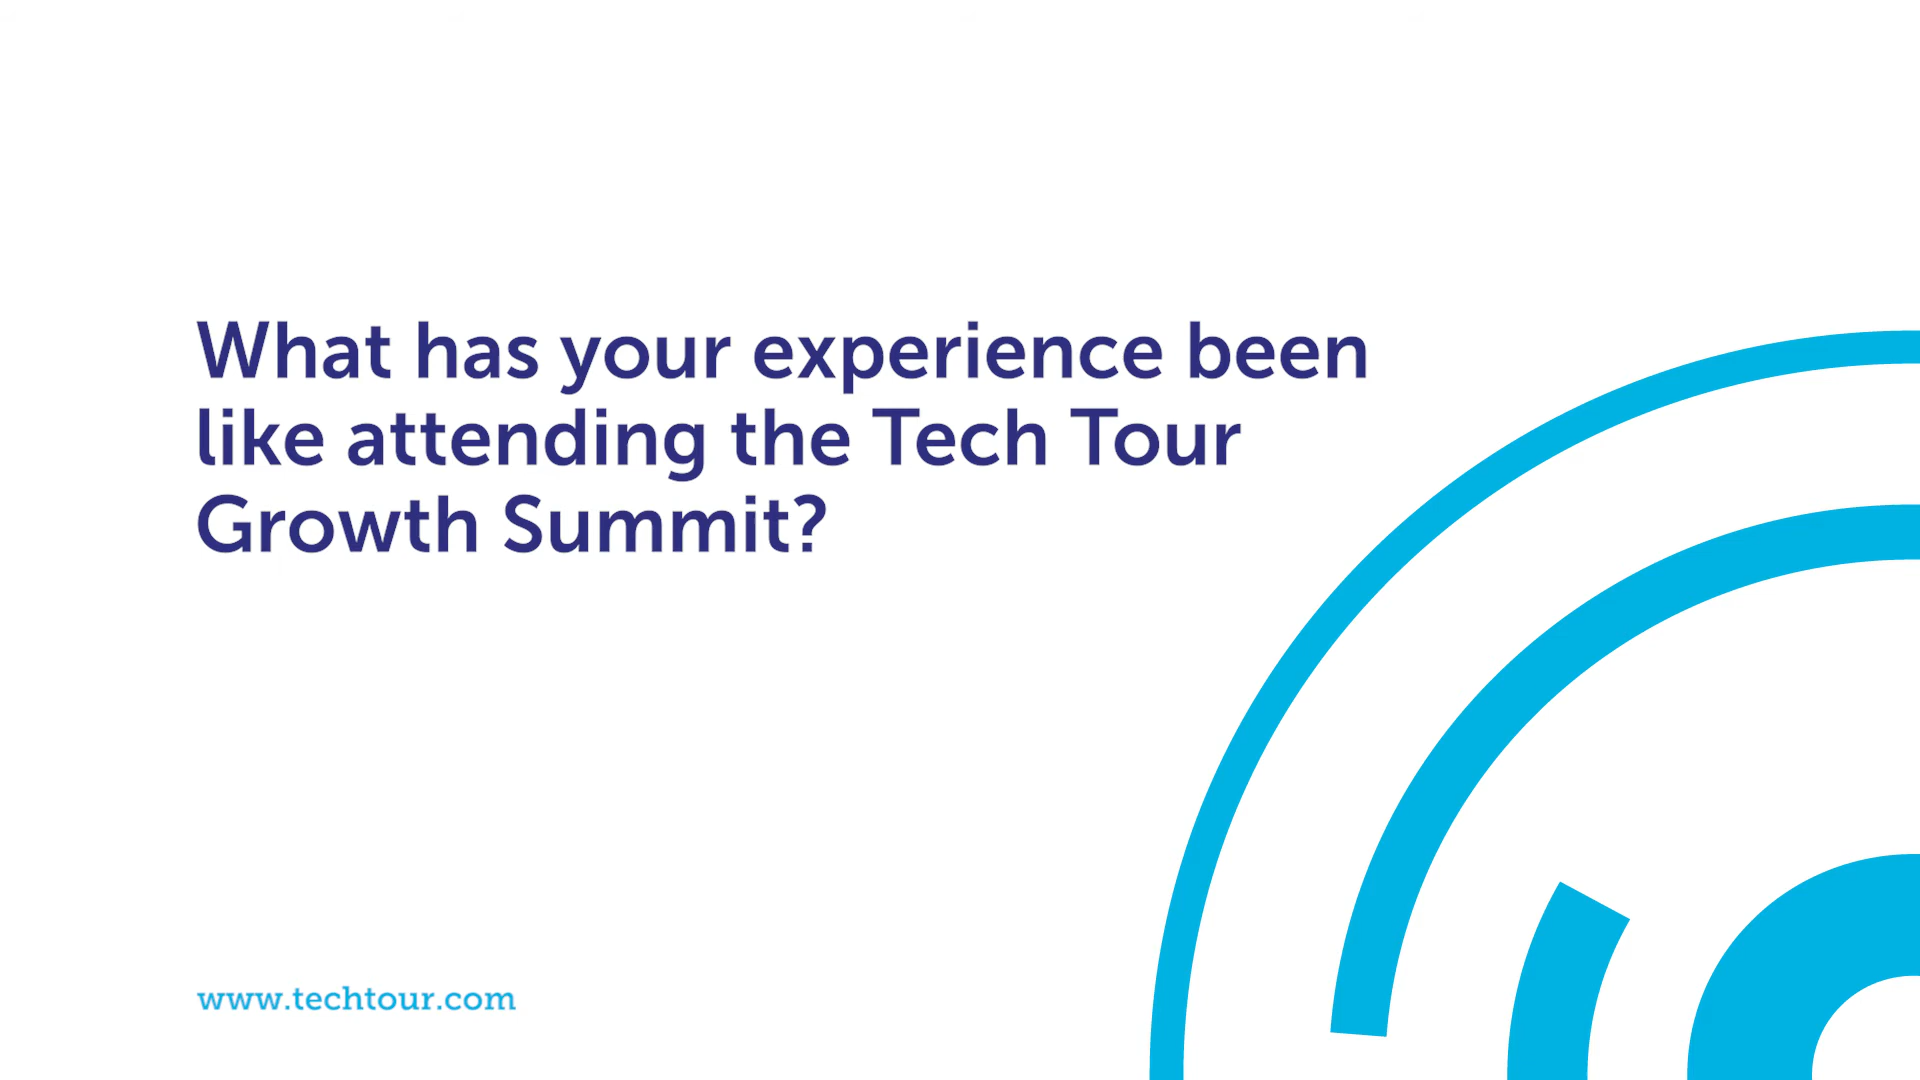 What has your experience been
like attending the Tech Tour
Growth Summit?
www.techtour.com